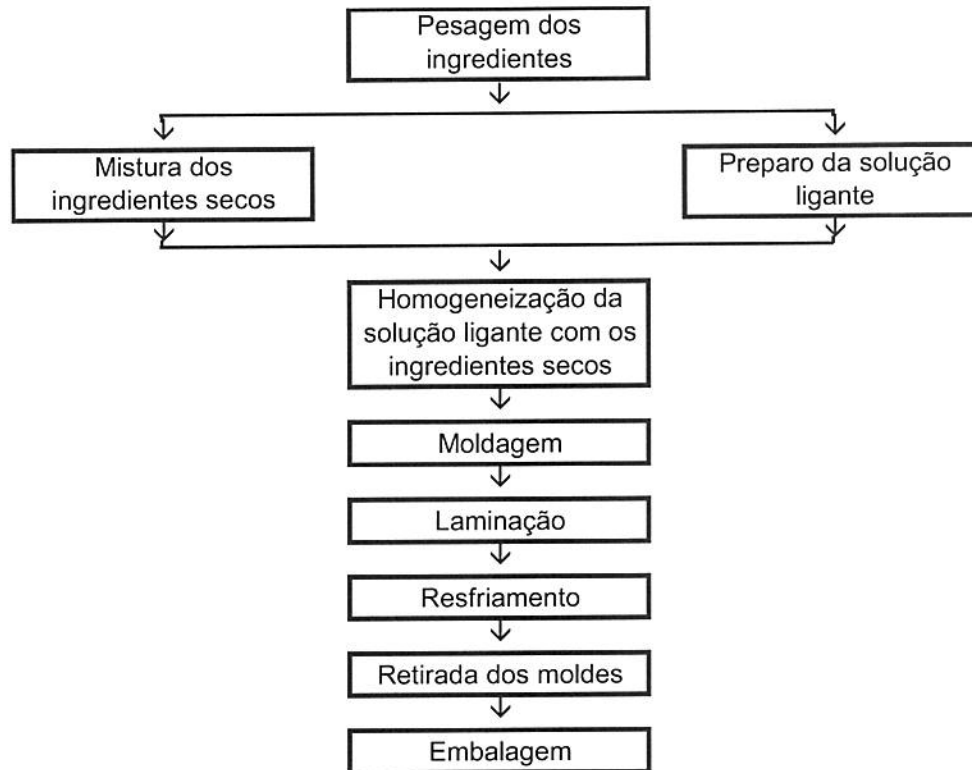 Pesagem dos
ingredientes
Mistura dos
ingredientes secos
Preparo da solução
ligante
Homogeneização da
solução ligante com os
ingredientes secos
Moldagem
Laminação
Resfriamento
Retirada dos moldes
Embalagem